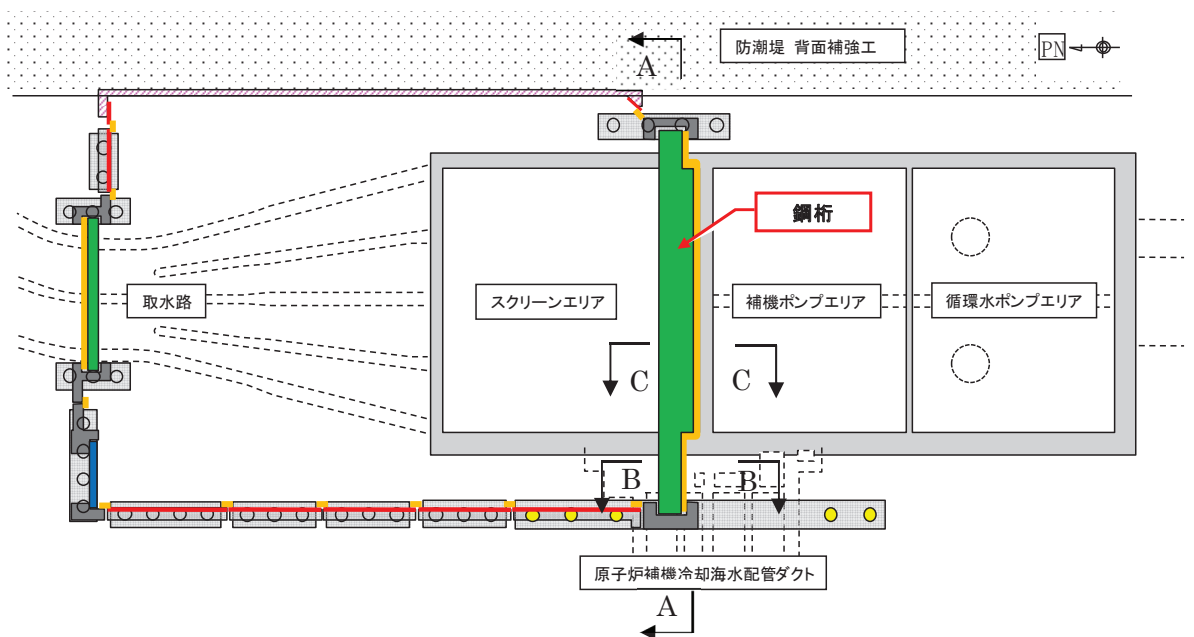 防潮堤 背面補強工
PN
A
鋼桁
取水路
スクリーンエリア
補機ポンプエリア
循環水ポンプエリア
C
C
B
B
原子炉補機冷却海水配管ダクト
A